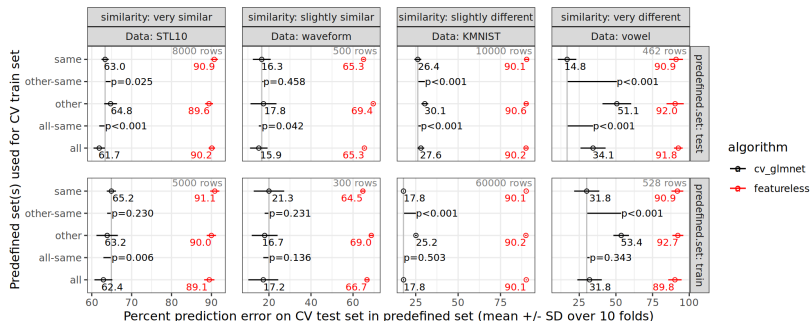 similarity: very similar
similarity: slightly similar
similarity: slightly different
similarity: very different
Data: STL10
Data: waveform
Data: KMNIST
Data: vowel
Predefined set(s) used for CV train set
same
other-same
other
all-same
all
8000 rows
63.0
90.9
p=0.025
64.8
89.6
p<0.001
61.7
90.2
500 rows
16.3
65.3
p=0.458
17.8
69.4
p=0.042
15.9
65.3
10000 rows
26.4
90.1
p<0.001
30.1
90.6
p<0.001
27.6
90.2
462 rows
14.8
90.9
p<0.001
51.1
92.0
p<0.001
34.1
91.8
predefined.set: test
same
other-same
other
all-same
all
5000 rows
65.2
91.1
p=0.230
63.2
90.0
p=0.006
62.4
89.1
300 rows
21.3
64.5
p=0.231
16.7
69.0
p=0.136
17.2
66.7
60000 rows
17.8
90.1
p<0.001
25.2
90.2
p=0.503
17.8
90.1
528 rows
31.8
90.9
p<0.001
53.4
92.7
p=0.343
31.8
89.8
predefined.set: train
60 70 80 90
20 40 60
25 50 75
25 50 75 100
Percent prediction error on CV test set in predefined set (mean +/- SD over 10 folds)
algorithm
cv_glmnet
featureless